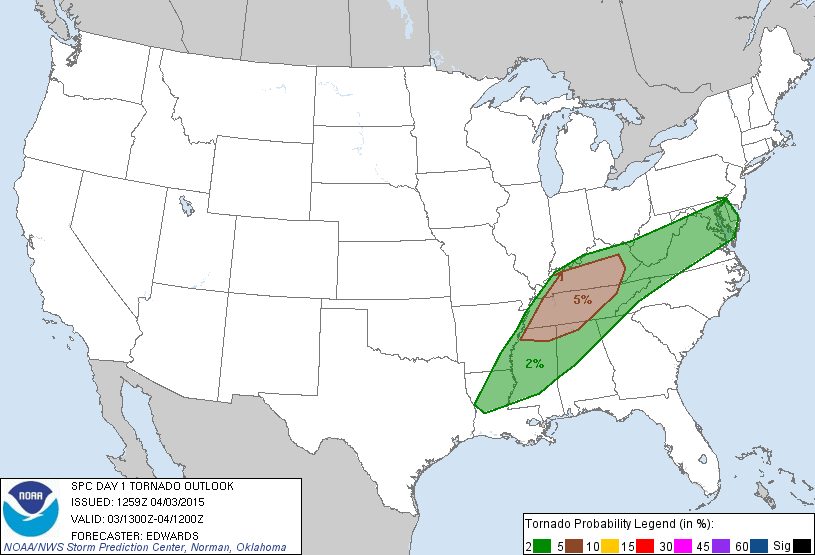 5%
2%
NOAA
SPC DAY 1 TORNADO OUTLOOK
ISSUED: 1259Z 04/03/2015
VALID: 03/1300Z-04/1200Z
FORECASTER: EDWARDS
NOAA/NWS Storm Prediction Center, Norman, Oklahoma
Tornado Probability Legend (in %):
2 5 10 15 30 45 60 Sig